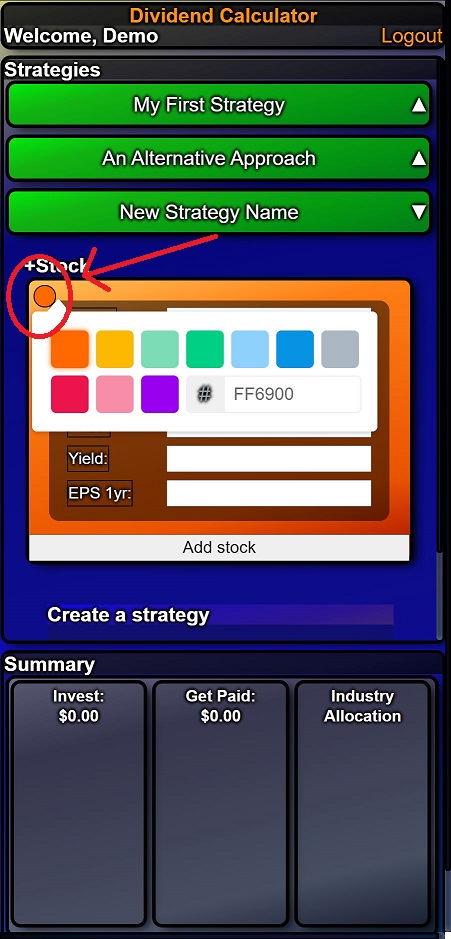 Dividend Calculator
Welcome, Demo
Logout
Strategies
My First Strategy ▲
An Alternative Approach ▲
New Strategy Name ▼
+Stock
# FF6900
Yield:
EPS 1yr:
Add stock
Create a strategy
Summary
Invest:
$0.00
Get Paid:
$0.00
Industry
Allocation